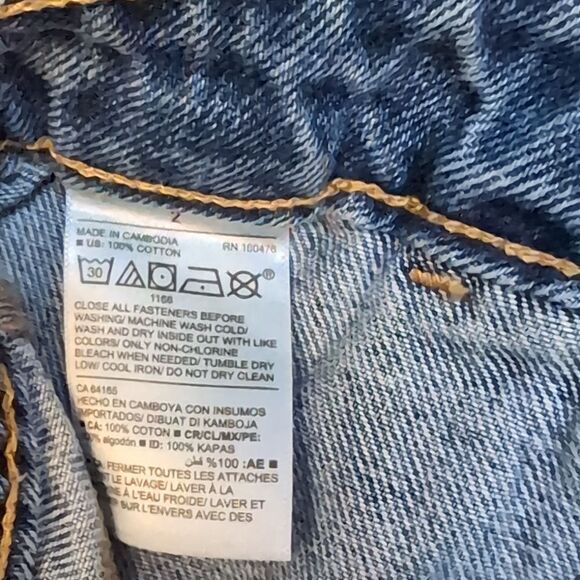 2
MADE IN CAMBODIA
■ US: 100% COTTON RN 160476
30 ®
1166
CLOSE ALL FASTENERS BEFORE
WASHING/ MACHINE WASH COLD/
WASH AND DRY INSIDE OUT WITH LIKE
COLORS/ ONLY NON-CHLORINE
BLEACH WHEN NEEDED/ TUMBLE DRY
LOW/ COOL IRON/ DO NOT DRY CLEAN
CA 64165
HECHO EN CAMBOYA CON INSUMOS
IMPORTADOS/ DIBUAT DI KAMBOJA
■ CA: 100% COTON ■ CR/CL/MX/PE:
algodón ■ ID: 100% KAPAS
AE: 100% قطن ■
FERMER TOUTES LES ATTACHES
LE LAVAGE/ LAVER À LA
À L'EAU FROIDE/ LAVER ET
L'ENVERS AVEC DES